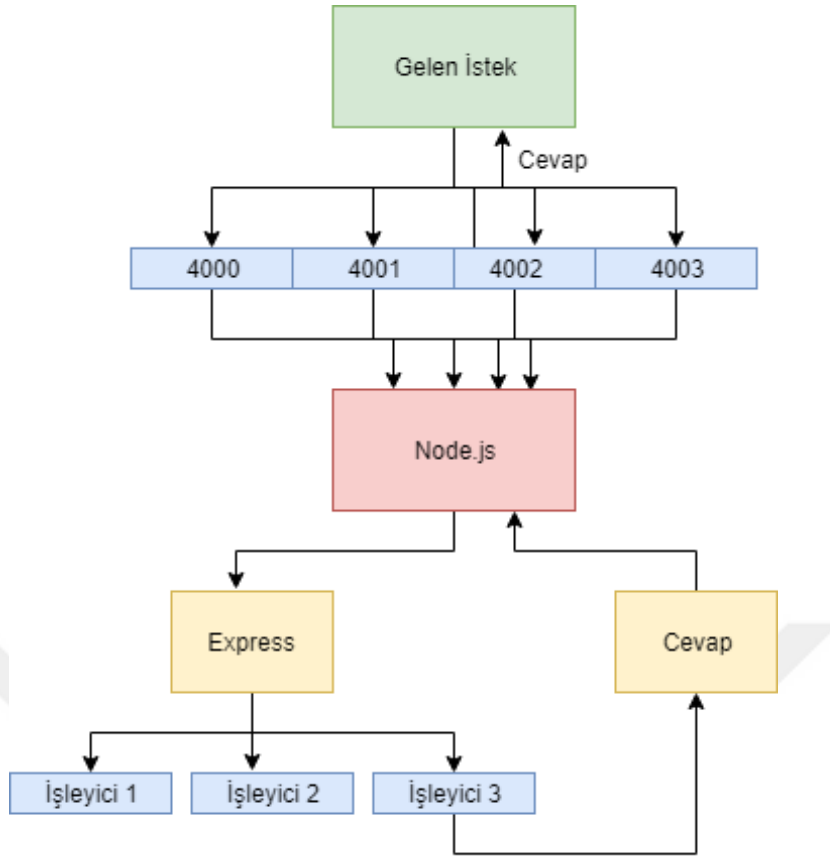 Gelen İstek
Cevap
4000
4001
4002
4003
Node.js
Express
Cevap
İşleyici 1
İşleyici 2
İşleyici 3